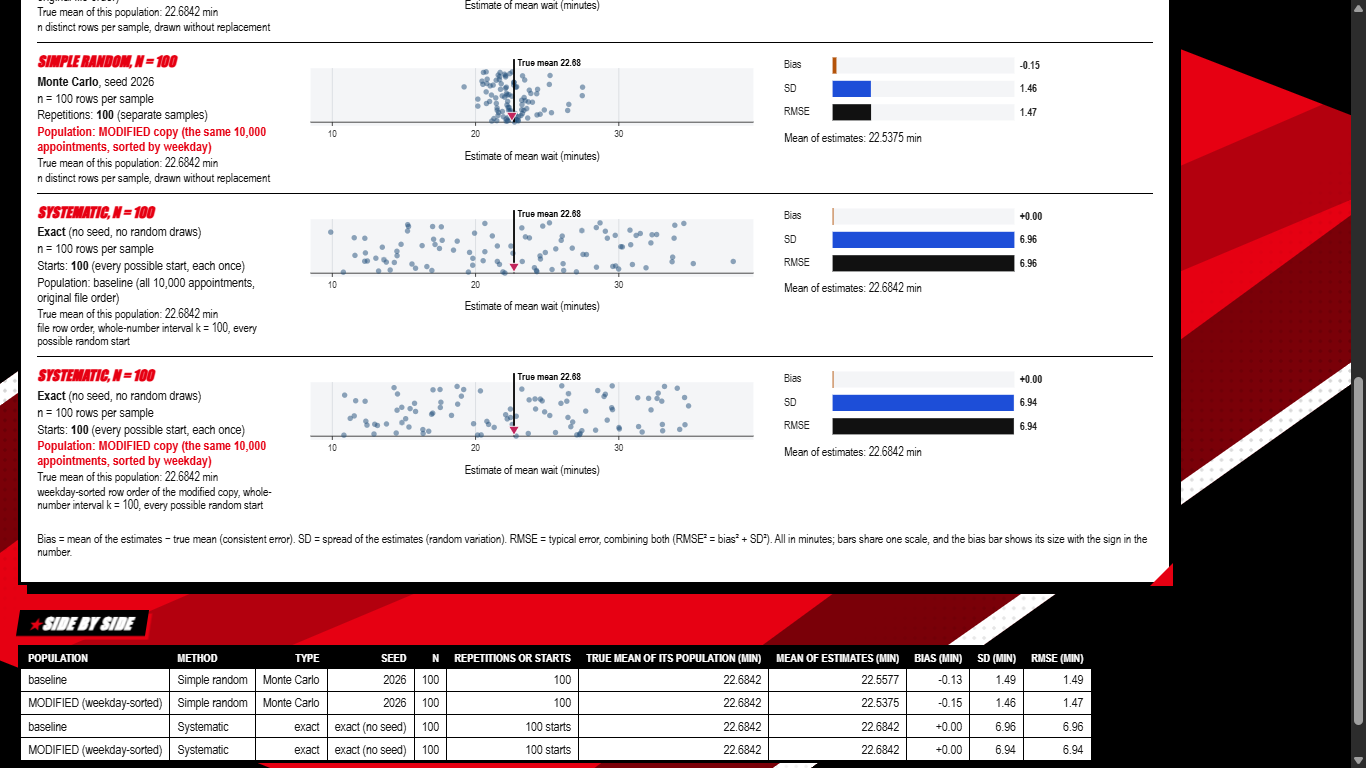 True mean of this population: 22.6842 min
n distinct rows per sample, drawn without replacement
Estimate of mean wait (minutes)
SIMPLE RANDOM, N = 100
Monte Carlo, seed 2026
n = 100 rows per sample
Repetitions: 100 (separate samples)
Population: MODIFIED copy (the same 10,000
appointments, sorted by weekday)
True mean of this population: 22.6842 min
n distinct rows per sample, drawn without replacement
True mean 22.68
10 20 30
Estimate of mean wait (minutes)
Bias -0.15
SD 1.46
RMSE 1.47
Mean of estimates: 22.5375 min
SYSTEMATIC, N = 100
Exact (no seed, no random draws)
n = 100 rows per sample
Starts: 100 (every possible start, each once)
Population: baseline (all 10,000 appointments,
original file order)
True mean of this population: 22.6842 min
file row order, whole-number interval k = 100, every
possible random start
True mean 22.68
10 20 30
Estimate of mean wait (minutes)
Bias +0.00
SD 6.96
RMSE 6.96
Mean of estimates: 22.6842 min
SYSTEMATIC, N = 100
Exact (no seed, no random draws)
n = 100 rows per sample
Starts: 100 (every possible start, each once)
Population: MODIFIED copy (the same 10,000
appointments, sorted by weekday)
True mean of this population: 22.6842 min
weekday-sorted row order of the modified copy, whole-
number interval k = 100, every possible random start
True mean 22.68
10 20 30
Estimate of mean wait (minutes)
Bias +0.00
SD 6.94
RMSE 6.94
Mean of estimates: 22.6842 min
Bias = mean of the estimates − true mean (consistent error). SD = spread of the estimates (random variation). RMSE = typical error, combining both (RMSE² = bias² + SD²). All in minutes; bars share one scale, and the bias bar shows its size with the sign in the
number.
★SIDE BY SIDE
POPULATION METHOD TYPE SEED N REPETITIONS OR STARTS TRUE MEAN OF ITS POPULATION (MIN) MEAN OF ESTIMATES (MIN) BIAS (MIN) SD (MIN) RMSE (MIN)
baseline Simple random Monte Carlo 2026 100 100 22.6842 22.5577 -0.13 1.49 1.49
MODIFIED (weekday-sorted) Simple random Monte Carlo 2026 100 100 22.6842 22.5375 -0.15 1.46 1.47
baseline Systematic exact exact (no seed) 100 100 starts 22.6842 22.6842 +0.00 6.96 6.96
MODIFIED (weekday-sorted) Systematic exact exact (no seed) 100 100 starts 22.6842 22.6842 +0.00 6.94 6.94